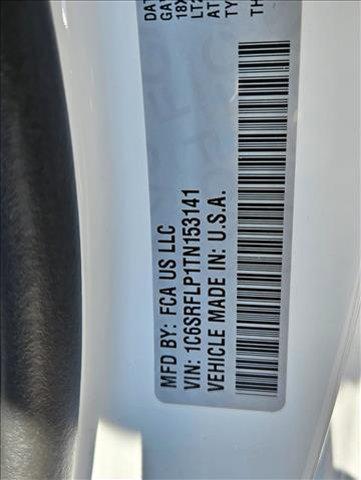 MFD BY: FCA US LLC
VIN: 1C6SRFLP1TN153141
VEHICLE MADE IN: U.S.A.